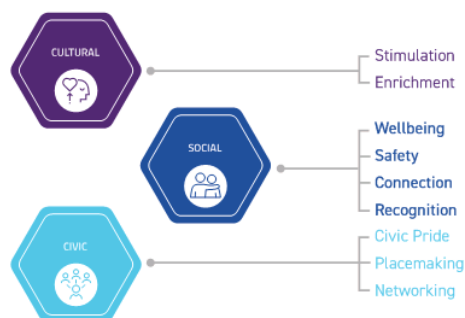 CULTURAL
Stimulation
Enrichment
SOCIAL
Wellbeing
Safety
Connection
Recognition
CIVIC
Civic Pride
Placemaking
Networking